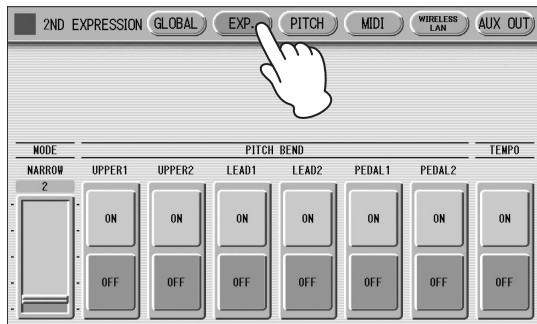 2ND EXPRESSION GLOBAL EXP. PITCH MIDI WIRELESS LAN AUX OUT
MODE PITCH BEND TEMPO
NARROW UPPER1 UPPER2 LEAD1 LEAD2 PEDAL1 PEDAL2
2
ON ON ON ON ON ON ON
OFF OFF OFF OFF OFF OFF OFF